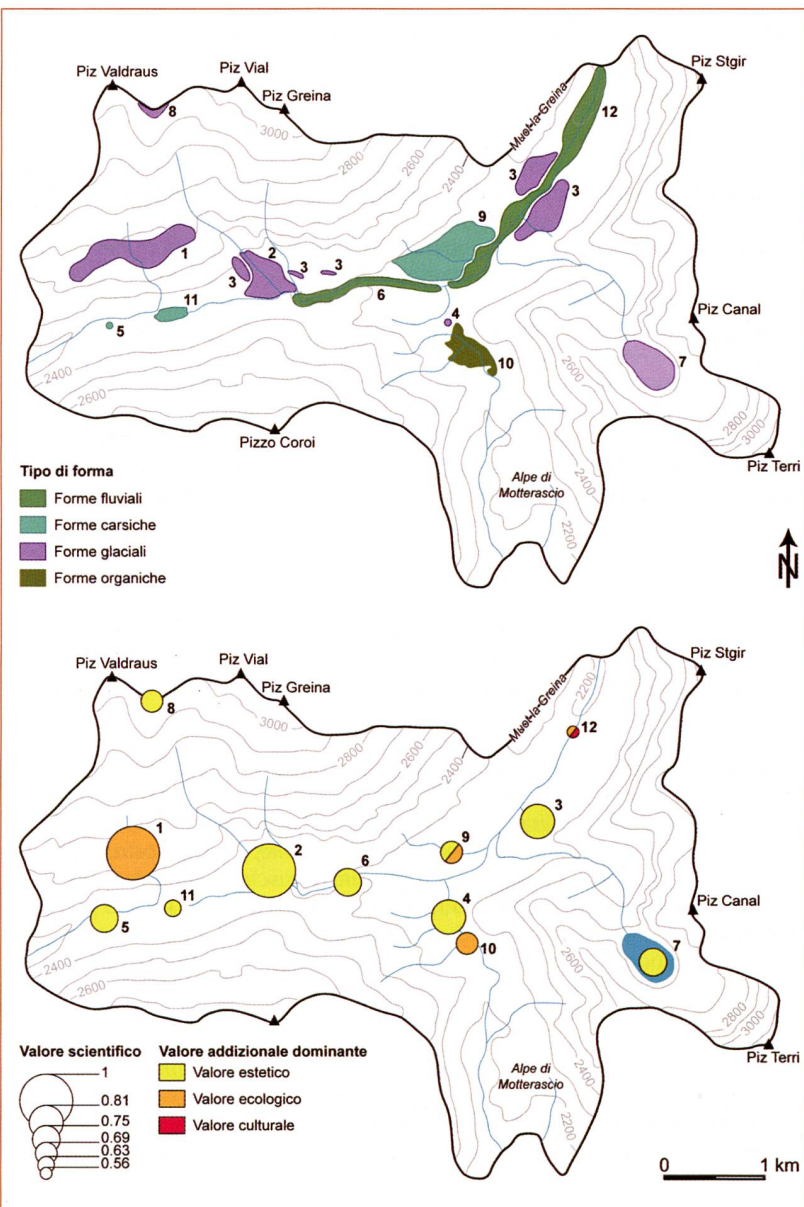 Piz Stgir
Piz Valdraus
Piz Vial
Piz Greina
Muot-la-Greina
12
8
3000
2800
2600
2400
3
3
9
1
2
3
3
3
6
11
5
4
10
Piz Canal
7
2400
2600
2600
2800
3000
Pizzo Coroi
Piz Terri
Alpe di
Motterascio
2400
2200
Tipo di forma
Forme fluviali
Forme carsiche
Forme glaciali
Forme organiche
N
Piz Stgir
Piz Valdraus
Piz Vial
Piz Greina
Muot-la-Greina
2200
12
8
3000
2800
2600
2400
3
1
2
9
6
11
5
4
10
Piz Canal
7
2400
2600
2600
2800
3000
Piz Terri
Alpe di
Motterascio
2400
2200
Valore scientifico
1
0.81
0.75
0.69
0.63
0.56
Valore addizionale dominante
Valore estetico
Valore ecologico
Valore culturale
0 1 km